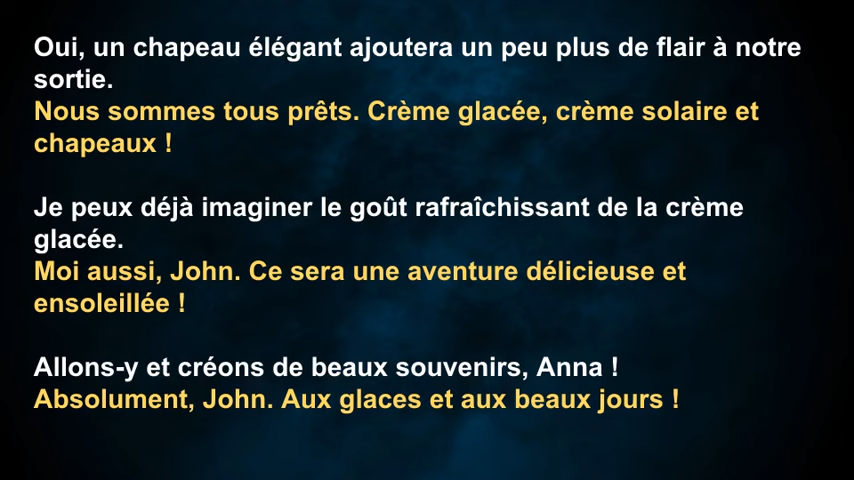 Oui, un chapeau élégant ajoutera un peu plus de flair à notre
sortie.
Nous sommes tous prêts. Crème glacée, crème solaire et
chapeaux !
Je peux déjà imaginer le goût rafraîchissant de la crème
glacée.
Moi aussi, John. Ce sera une aventure délicieuse et
ensoleillée !
Allons-y et créons de beaux souvenirs, Anna !
Absolument, John. Aux glaces et aux beaux jours !